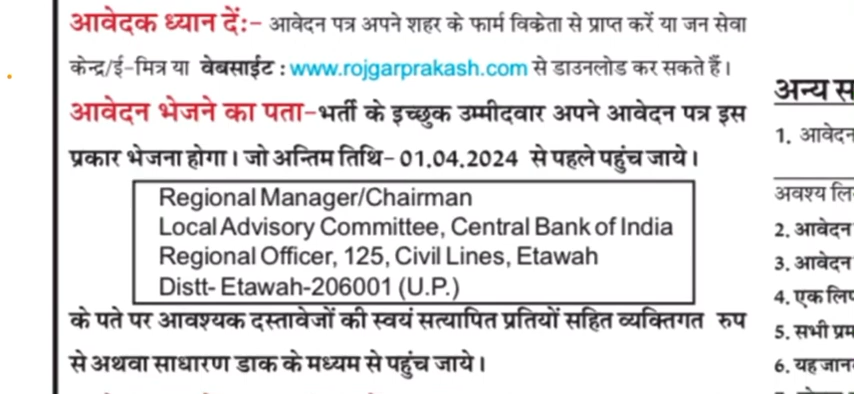 आवेदक ध्यान दें:- आवेदन पत्र अपने शहर के फार्म विक्रेता से प्राप्त करें या जन सेवा
केन्द्र/ई-मित्र या वेबसाईट : www.rojgarprakash.com से डाउनलोड कर सकते हैं।
आवेदन भेजने का पता-भर्ती के इच्छुक उम्मीदवार अपने आवेदन पत्र इस
प्रकार भेजना होगा। जो अन्तिम तिथि- 01.04.2024 से पहले पहुंच जाये।
Regional Manager/Chairman
Local Advisory Committee, Central Bank of India
Regional Officer, 125, Civil Lines, Etawah
Distt- Etawah-206001 (U.P.)
के पते पर आवश्यक दस्तावेजों की स्वयं सत्यापित प्रतियों सहित व्यक्तिगत रुप
से अथवा साधारण डाक के माध्यम से पहुंच जाये।
अन्य
1. आवेदन
अवश्य
2. आवेदन
3. आवेदन
4. एक
5. सभी
6. यह